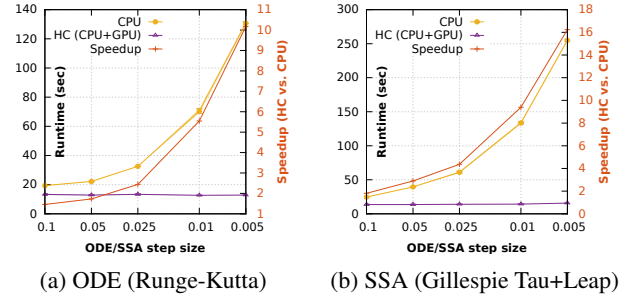 140
120
100
80
60
40
20
0
Runtime (sec)
CPU
HC (CPU+GPU)
Speedup
11
10
9
8
7
6
5
4
3
2
1
Speedup (HC vs. CPU)
0.1 0.05 0.025 0.01 0.005
ODE/SSA step size
(a) ODE (Runge-Kutta)
300
250
200
150
100
50
0
Runtime (sec)
CPU
HC (CPU+GPU)
Speedup
18
16
14
12
10
8
6
4
2
0
Speedup (HC vs. CPU)
0.1 0.05 0.025 0.01 0.005
ODE/SSA step size
(b) SSA (Gillespie Tau+Leap)